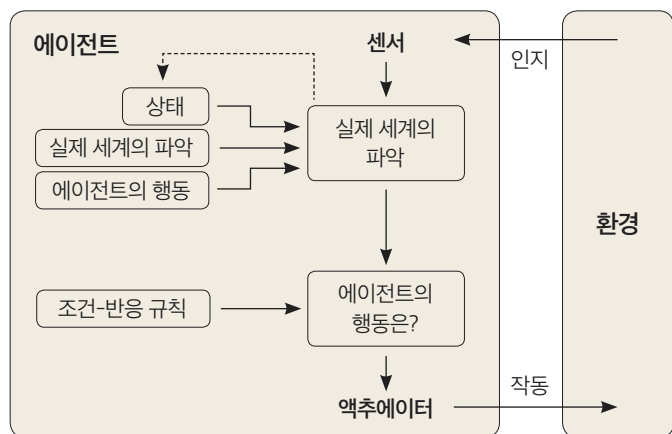 에이전트
센서
인지
상태
실제 세계의 파악
에이전트의 행동
실제 세계의
파악
환경
조건-반응 규칙
에이전트의
행동은?
액추에이터
작동